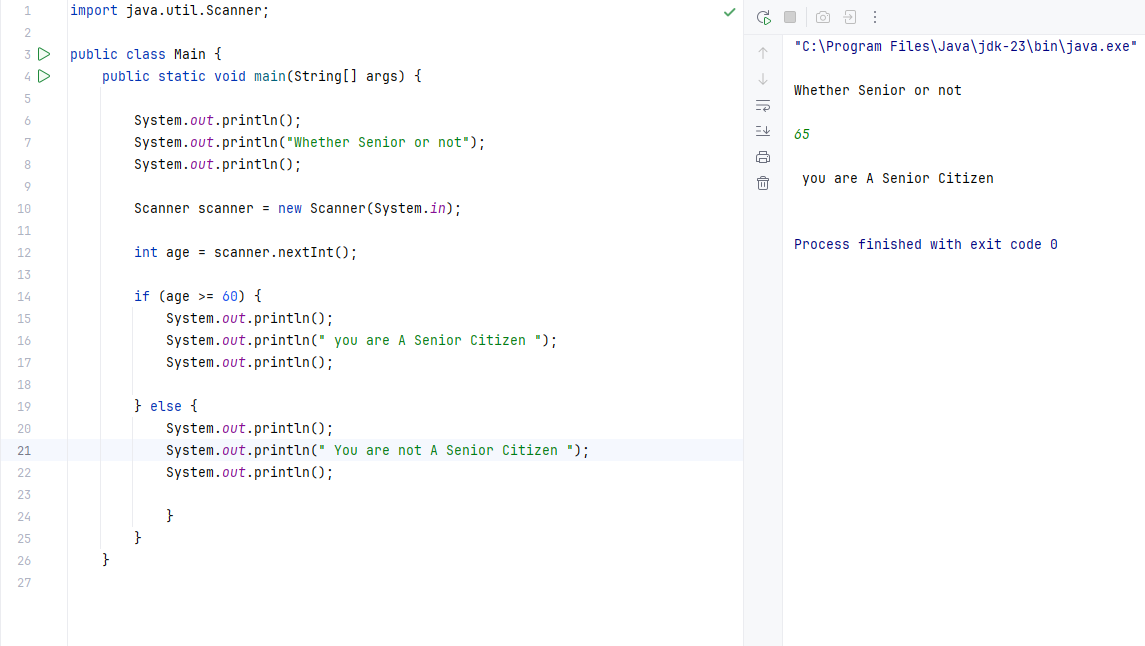 1 import java.util.Scanner;
2
3 public class Main {
4     public static void main(String[] args) {
5
6         System.out.println();
7         System.out.println("Whether Senior or not");
8         System.out.println();
9
10         Scanner scanner = new Scanner(System.in);
11
12         int age = scanner.nextInt();
13
14         if (age >= 60) {
15             System.out.println();
16             System.out.println(" you are A Senior Citizen ");
17             System.out.println();
18
19         } else {
20             System.out.println();
21             System.out.println(" You are not A Senior Citizen ");
22             System.out.println();
23
24             }
25         }
26     }
27
"C:\Program Files\Java\jdk-23\bin\java.exe"
Whether Senior or not
65
 you are A Senior Citizen
Process finished with exit code 0